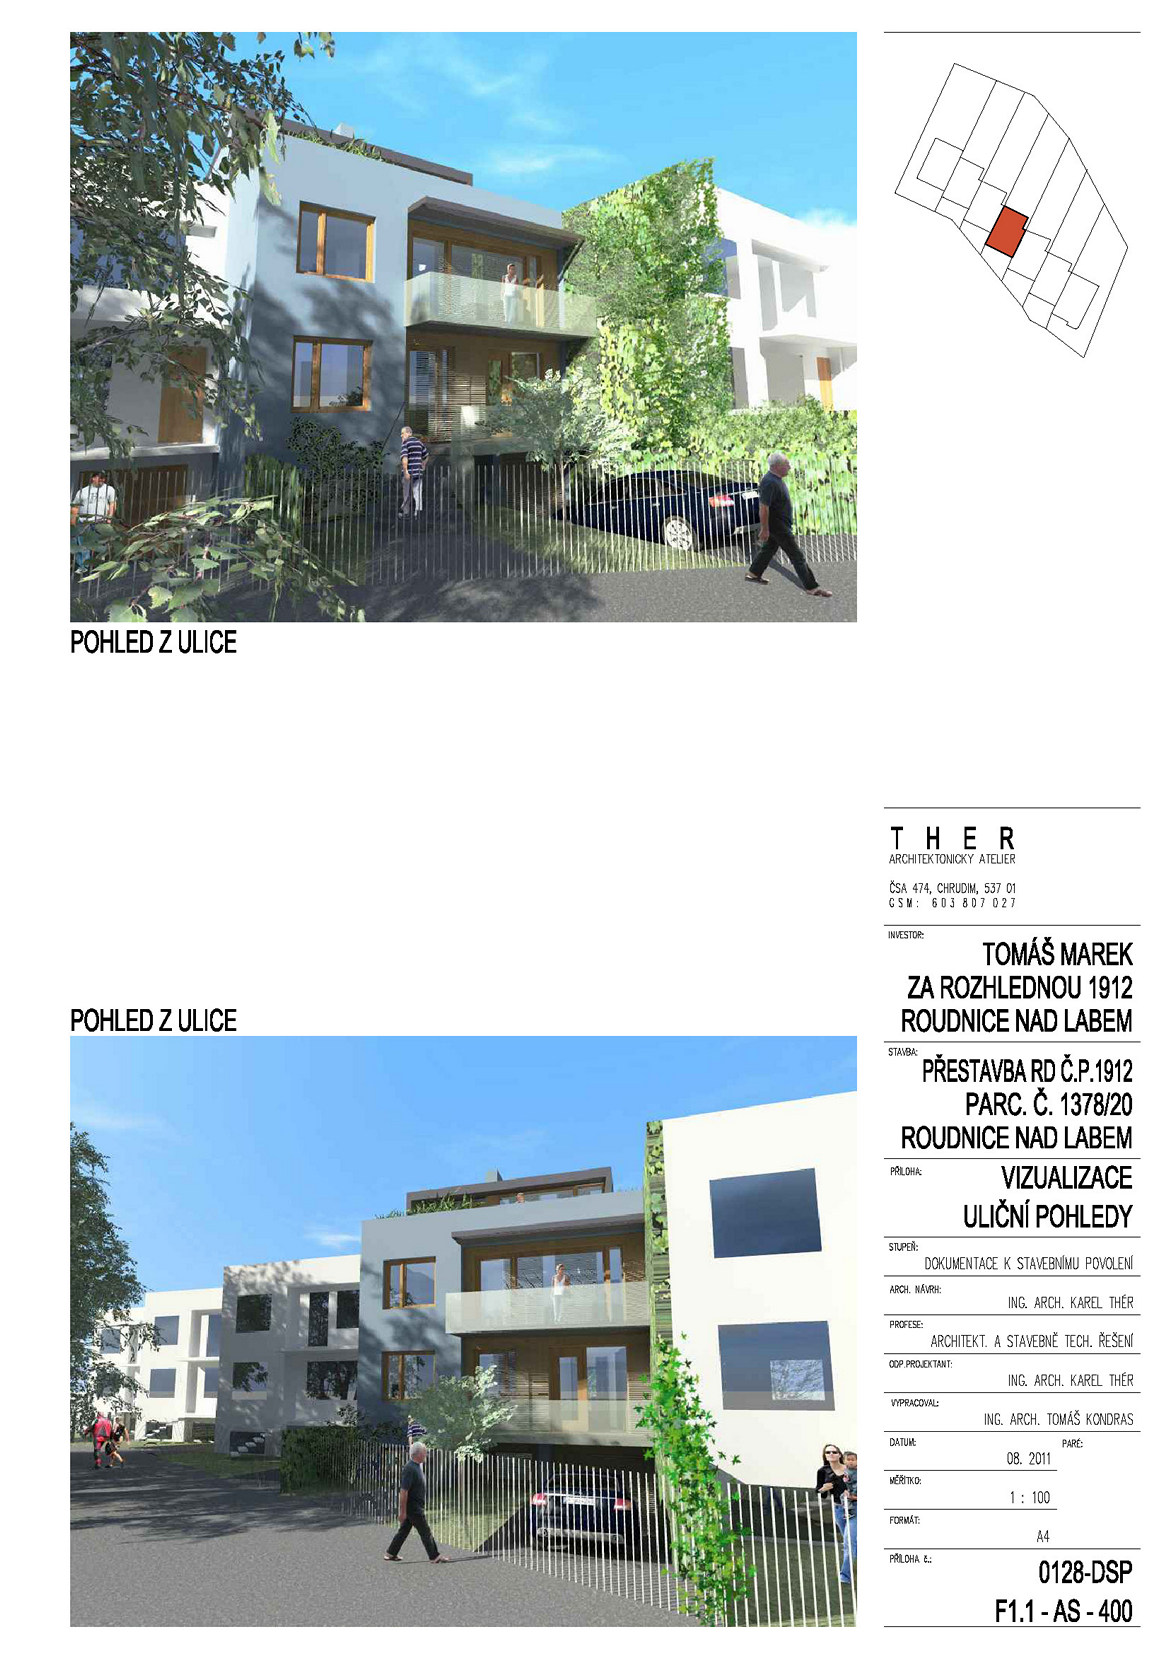 POHLED Z ULICE
POHLED Z ULICE
THER
ARCHITEKTONICKY ATELIER
ČSA 474, CHRUDIM, 537 01
GSM: 603 807 027
INVESTOR:
TOMÁŠ MAREK
ZA ROZHLEDNOU 1912
ROUDNICE NAD LABEM
STAVBA:
PŘESTAVBA RD Č.P.1912
PARC. Č. 1378/20
ROUDNICE NAD LABEM
PŘÍLOHA:
VIZUALIZACE
ULIČNÍ POHLEDY
STUPEŇ:
DOKUMENTACE K STAVEBNÍMU POVOLENÍ
ARCH. NÁVRH:
ING. ARCH. KAREL THÉR
PROFESE:
ARCHITEKT. A STAVEBNĚ TECH. ŘEŠENÍ
ODP.PROJEKTANT:
ING. ARCH. KAREL THÉR
VYPRACOVAL:
ING. ARCH. TOMÁŠ KONDRAS
DATUM:
PARÉ:
08. 2011
MĚŘÍTKO:
1 : 100
FORMÁT:
A4
PŘÍLOHA č.:
0128-DSP
F1.1 - AS - 400